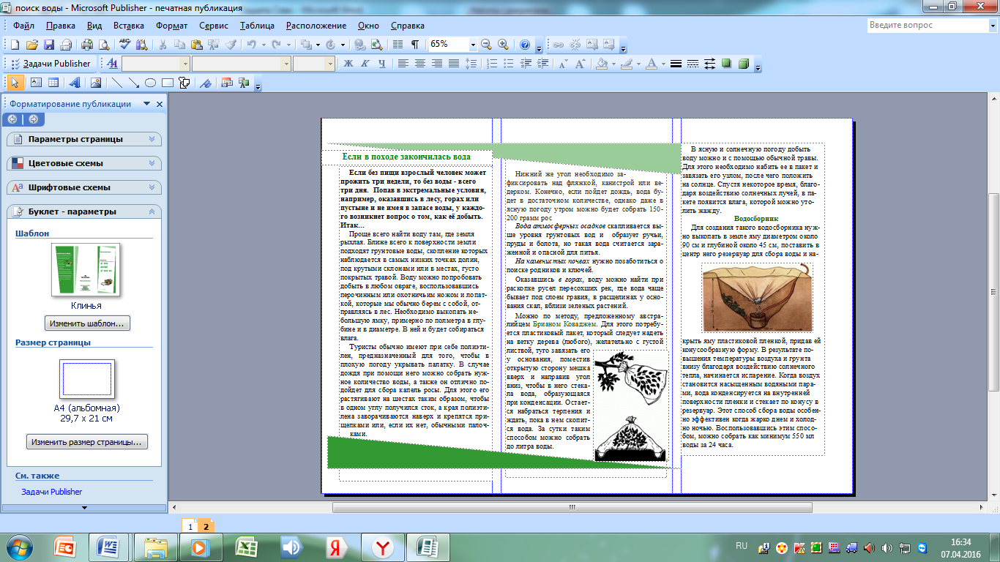 поиск воды - Microsoft Publisher - печатная публикация
Файл Правка Вид Вставка Формат Сервис Таблица Расположение Окно Справка
Введите вопрос
65%
Задачи Publisher
Ж К Ч
Форматирование публикации
Параметры страницы
Цветовые схемы
Шрифтовые схемы
Буклет - параметры
Шаблон
Клинья
Изменить шаблон...
Размер страницы
A4 (альбомная)
29,7 x 21 см
Изменить размер страницы...
См. также
Задачи Publisher
Если в походе закончилась вода
Если без пищи взрослый человек может
прожить три недели, то без воды - всего
три дня. Попав в экстремальные условия,
например, оказавшись в лесу, горах или
пустыне и не имея в запасе воды, у каждо-
го возникнет вопрос о том, как её добыть.
Итак...
Проще всего найти воду там, где земля
рыхлая. Ближе всего к поверхности земли
подходят грунтовые воды, скопление которых
наблюдается в самых низких точках долин,
под крутыми склонами или в местах, густо
покрытых травой. Воду можно попробовать
добыть в любом овраге, воспользовавшись
перочинным или охотничьим ножом и лопат-
кой, которые мы обычно берем с собой, от-
правляясь в лес. Необходимо выкопать не-
большую ямку, примерно по полметра в глу-
бине и в диаметре. В ней и будет собираться
влага.
Туристы обычно имеют при себе полиэти-
лен, предназначенный для того, чтобы в
плохую погоду укрывать палатку. В случае
дождя при помощи него можно собрать нуж-
ное количество воды, а также он отлично по-
дойдет для сбора капель росы. Для этого его
растягивают на шестах таким образом, чтобы
в одном углу получился сток, а края полиэти-
лена заворачиваются наверх и крепятся при-
щепками или, если их нет, обычными палоч-
ками.
Нижний же угол необходимо за-
фиксировать над фляжкой, канистрой или ве-
дерком. Конечно, если пойдет дождь, вода бу-
дет в достаточном количестве, однако даже в
ясную погоду утром можно будет собрать 150-
200 грамм рос
Вода атмосферных осадков скапливается вы-
ше уровня грунтовых вод и образует ручьи,
пруды и болота, но такая вода считается зара-
женной и опасной для питья.
На каменистых почвах нужно позаботиться о
поиске родников и ключей.
Оказавшись в горах, воду можно найти при
раскопке русел пересохших рек, где вода чаще
бывает под слоем гравия, в расщелинах у осно-
вания скал, вблизи зеленых растений.
Можно по методу, предложенному австра-
лийцем Брианом Коваджем. Для этого потребу-
ется пластиковый пакет, который следует надеть
на ветку дерева (любого), желательно с густой
листвой, туго завязать его
у основания, поместив
открытую сторону мешка
вверх и направив угол
вниз, чтобы в него стека-
ла вода, образующаяся
при конденсации. Остает-
ся набраться терпения и
ждать, пока в нем скопит-
ся вода. За сутки таким
способом можно собрать
до литра воды.
В ясную и солнечную погоду добыть
воду можно и с помощью обычной травы.
Для этого необходимо набить ее в пакет и
завязать его узлом, после чего положить
на солнце. Спустя некоторое время, благо-
даря воздействию солнечных лучей, в па-
кете появится влага, которой можно уто-
лить жажду.
Водосборник
Для создания такого водосборника нуж-
но выкопать в земле яму диаметром около
90 см и глубиной около 45 см, поставить в
центр него резервуар для сбора воды и на-
крыть яму пластиковой пленкой, придав ей
конусообразную форму. В результате по-
вышения температуры воздуха и грунта
внизу благодаря воздействию солнечного
тепла, начинается испарение. Когда воздух
становится насыщенным водяными пара-
ми, вода конденсируется на внутренней
поверхности пленки и стекает по конусу в
резервуар. Этот способ сбора воды особен-
но эффективен когда жарко днем и холод-
но ночью. Воспользовавшись этим спосо-
бом, можно собрать как минимум 550 мл
воды за 24 часа.
1 2
RU
16:34
07.04.2016